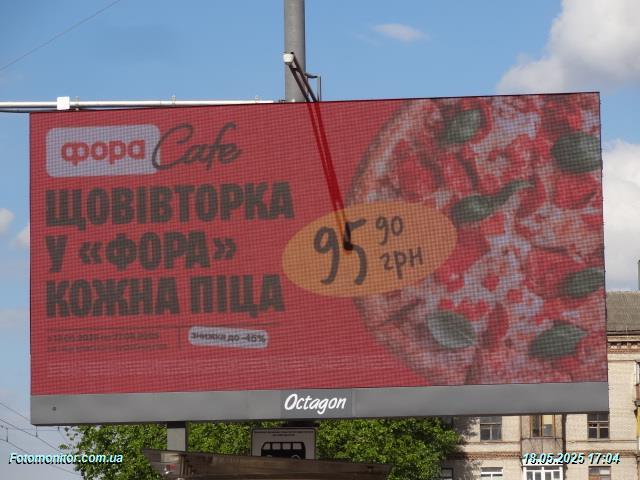 фора Cafe
ЩОВІВТОРКА
У «ФОРА»
КОЖНА ПІЦА
95 90
грн
знижка до -45%
Octagon
Fotomonitor.com.ua
18.05.2025 17:04